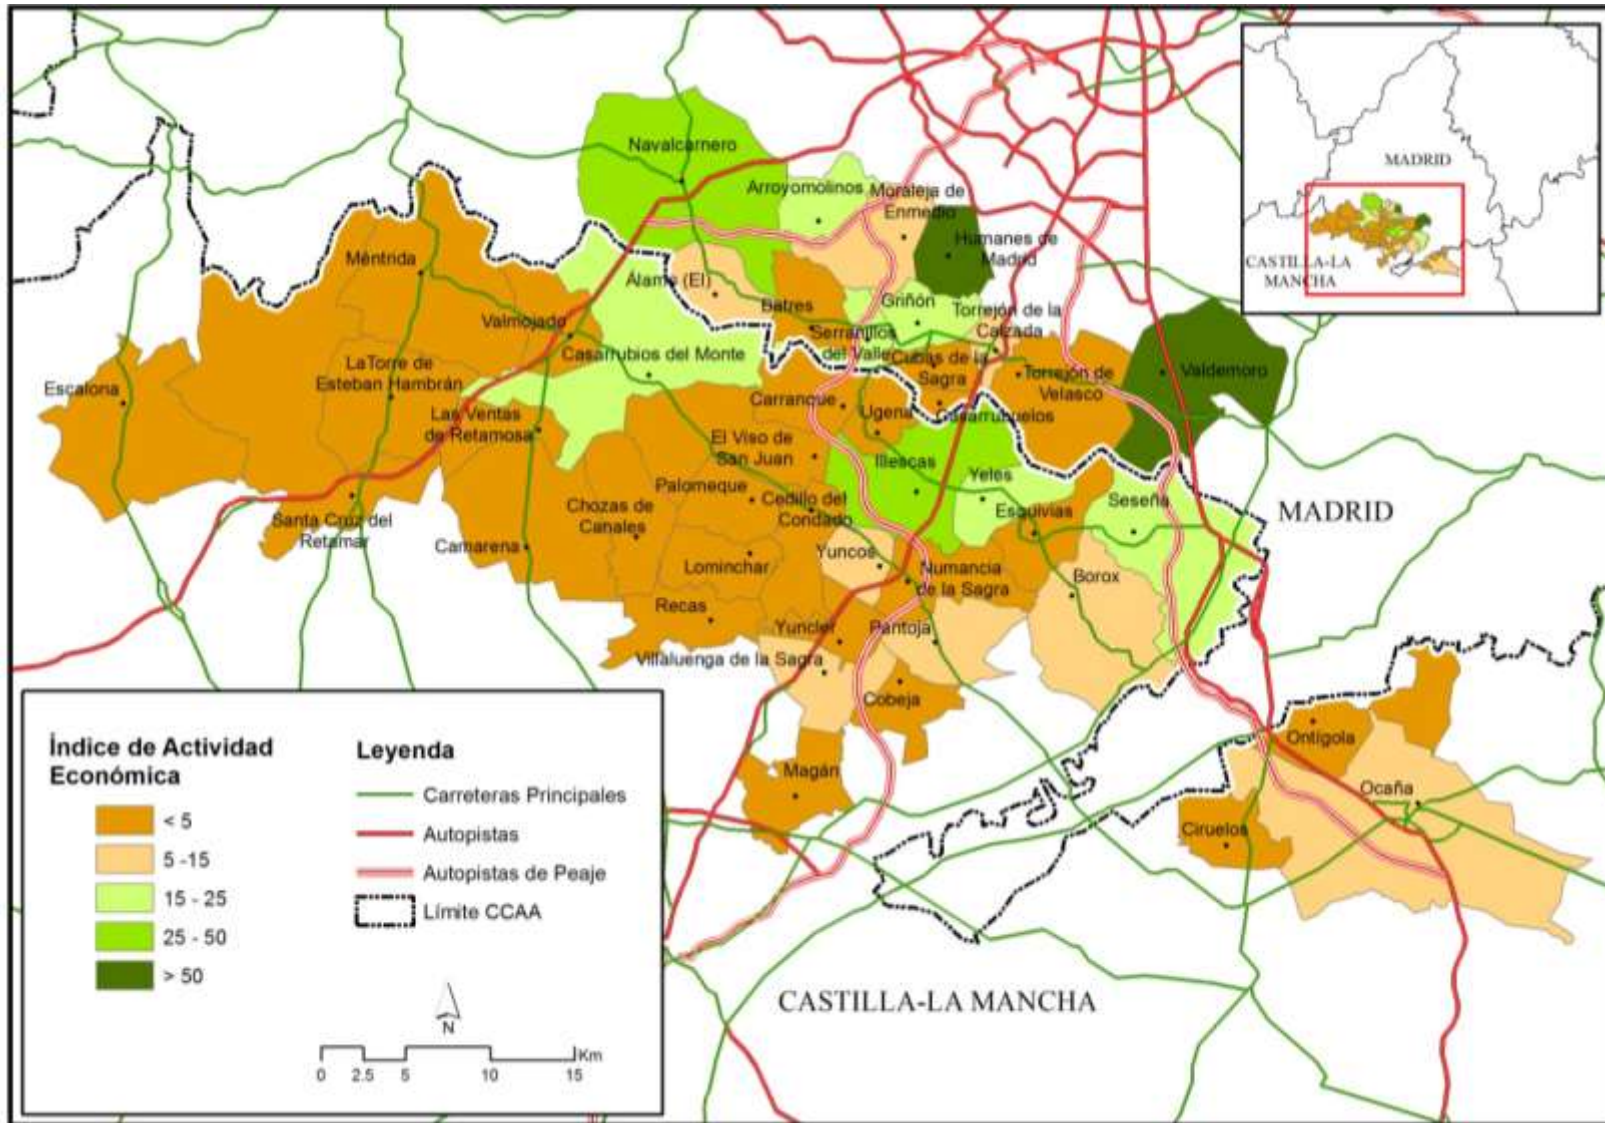 Navalcarnero
Arroyomolinos
Moraleja de
Enmedio
Humanes de
Madrid
Méntrida
Álamo (El)
Batres
Griñón
Torrejón de la
Calzada
Valmojado
Serranillos
del Valle
Casarrubios del Monte
Cubas de la
Sagra
Torrejón de
Velasco
Valdemoro
La Torre de
Esteban Hambrán
Escalona
Carranque
Ugena
Casarrubuelos
Las Ventas
de Retamosa
El Viso de
San Juan
Illescas
Yeles
Palomeque
Cedillo del
Condado
Esquivias
Seseña
Chozas de
Canales
Santa Cruz del
Retamar
Camarena
Yuncos
Lominchar
Numancia
de la Sagra
Borox
Recas
Yuncler
Pantoja
Villaluenga de la Sagra
Cobeja
Magán
Ontígola
Ocaña
Ciruelos
MADRID
CASTILLA-LA MANCHA
MADRID
CASTILLA-LA
MANCHA
Índice de Actividad
Económica
< 5
5 -15
15 - 25
25 - 50
> 50
Leyenda
Carreteras Principales
Autopistas
Autopistas de Peaje
Límite CCAA
N
Km
0 2.5 5 10 15